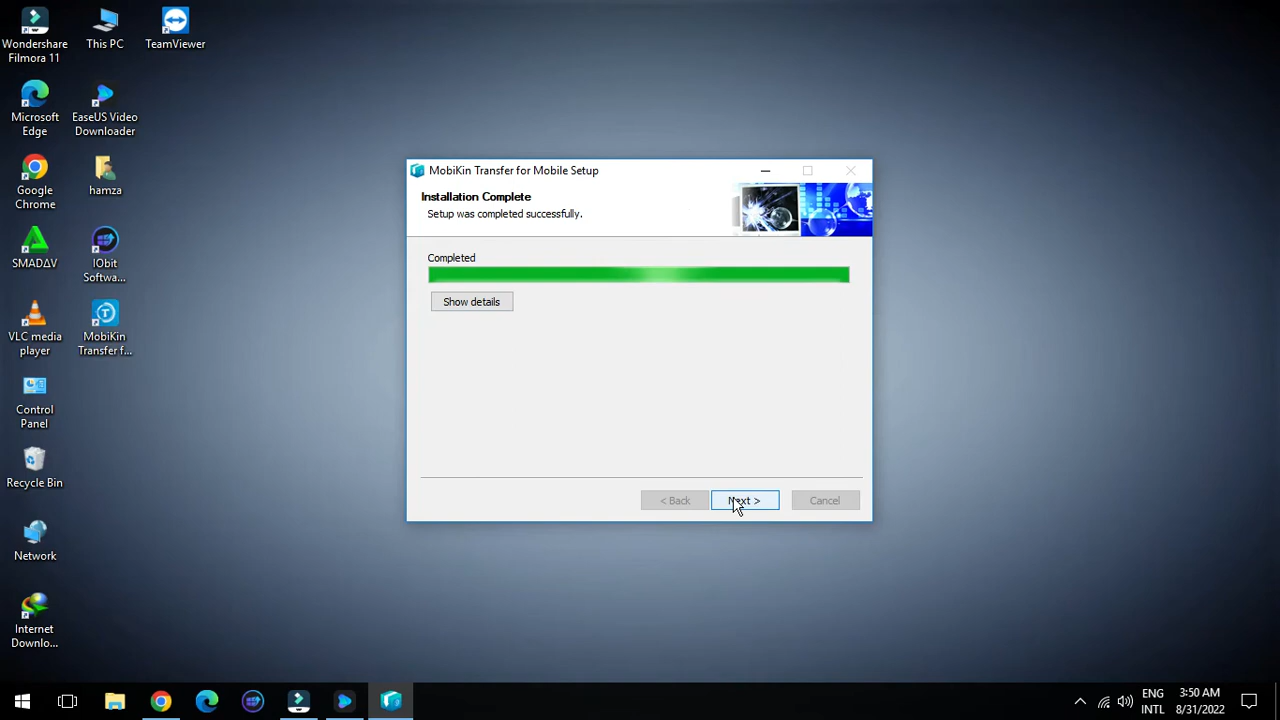 Wondershare
Filmora 11
This PC
TeamViewer
Microsoft
Edge
EaseUS Video
Downloader
Google
Chrome
hamza
SMADΔV
IObit
Softwa...
VLC media
player
MobiKin
Transfer f...
Control
Panel
Recycle Bin
Network
Internet
Downlo...
MobiKin Transfer for Mobile Setup
Installation Complete
Setup was completed successfully.
Completed
Show details
< Back
Next >
Cancel
ENG
INTL
3:50 AM
8/31/2022